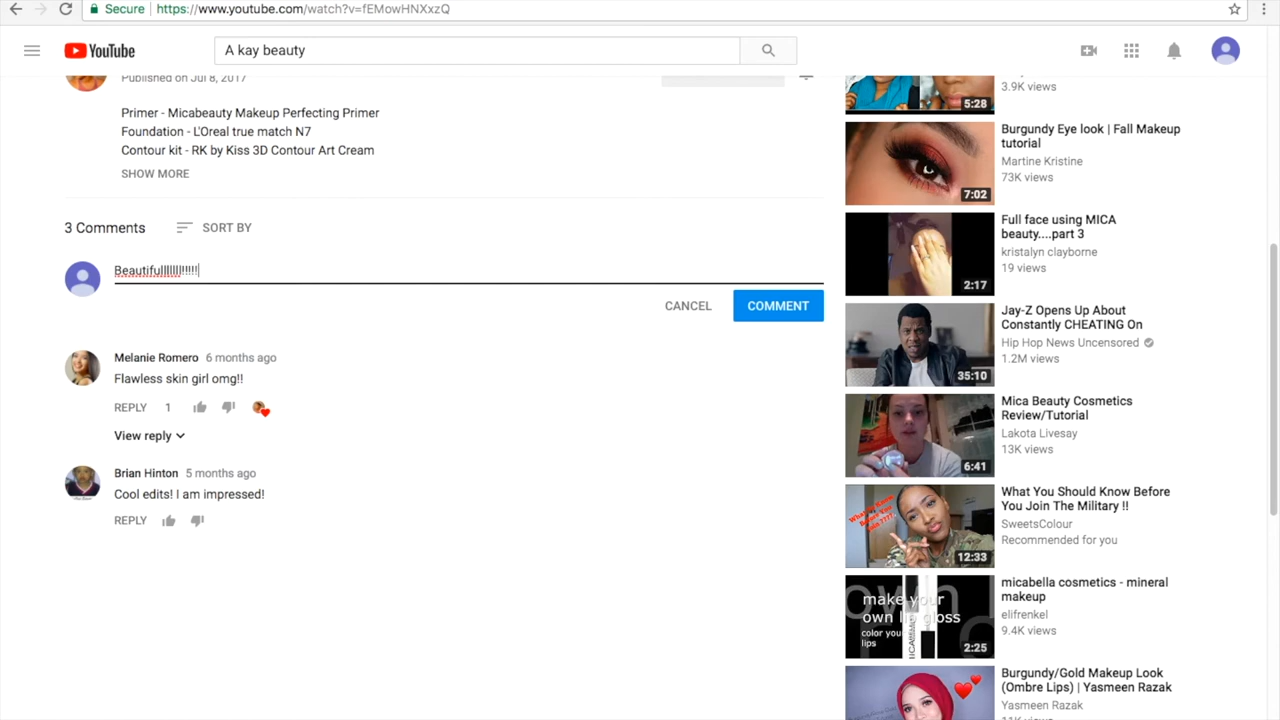 Secure https://www.youtube.com/watch?v=fEMowHNXxzQ
YouTube
A kay beauty
Published on Jul 8, 2017
Primer - Micabeauty Makeup Perfecting Primer
Foundation - L'Oreal true match N7
Contour kit - RK by Kiss 3D Contour Art Cream
SHOW MORE
3 Comments
SORT BY
Beautifulllllll!!!!!
CANCEL
COMMENT
Melanie Romero 6 months ago
Flawless skin girl omg!!
REPLY 1
View reply
Brian Hinton 5 months ago
Cool edits! I am impressed!
REPLY
5:28
3.9K views
7:02
Burgundy Eye look | Fall Makeup
tutorial
Martine Kristine
73K views
2:17
Full face using MICA
beauty....part 3
kristalyn clayborne
19 views
35:10
Jay-Z Opens Up About
Constantly CHEATING On
Hip Hop News Uncensored
1.2M views
6:41
Mica Beauty Cosmetics
Review/Tutorial
Lakota Livesay
13K views
12:33
What You Should Know Before
You Join The Military !!
SweetsColour
Recommended for you
make your
own lip gloss
color you
lips
2:25
micabella cosmetics - mineral
makeup
elifrenkel
9.4K views
Burgundy/Gold Makeup Look
(Ombre Lips) | Yasmeen Razak
Yasmeen Razak